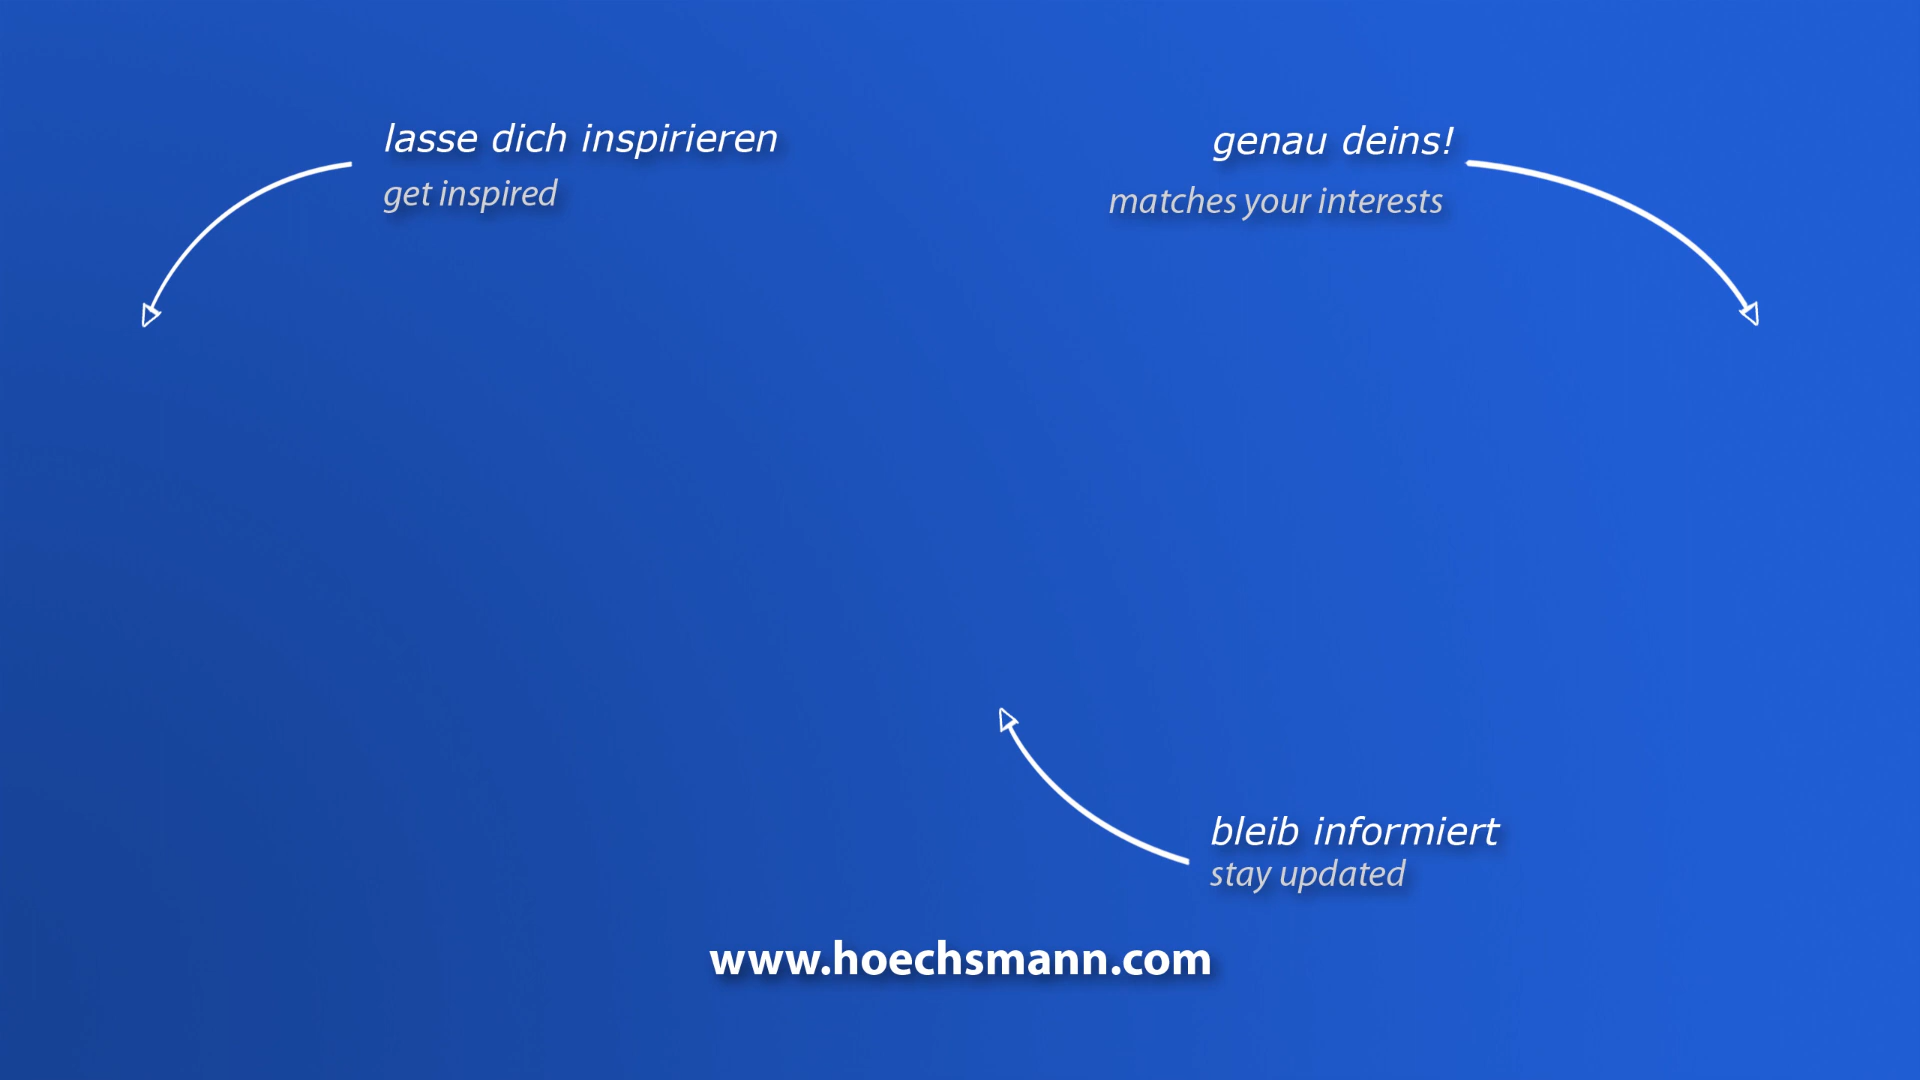 lasse dich inspirieren
get inspired
genau deins!
matches your interests
bleib informiert
stay updated
www.hoechsmann.com